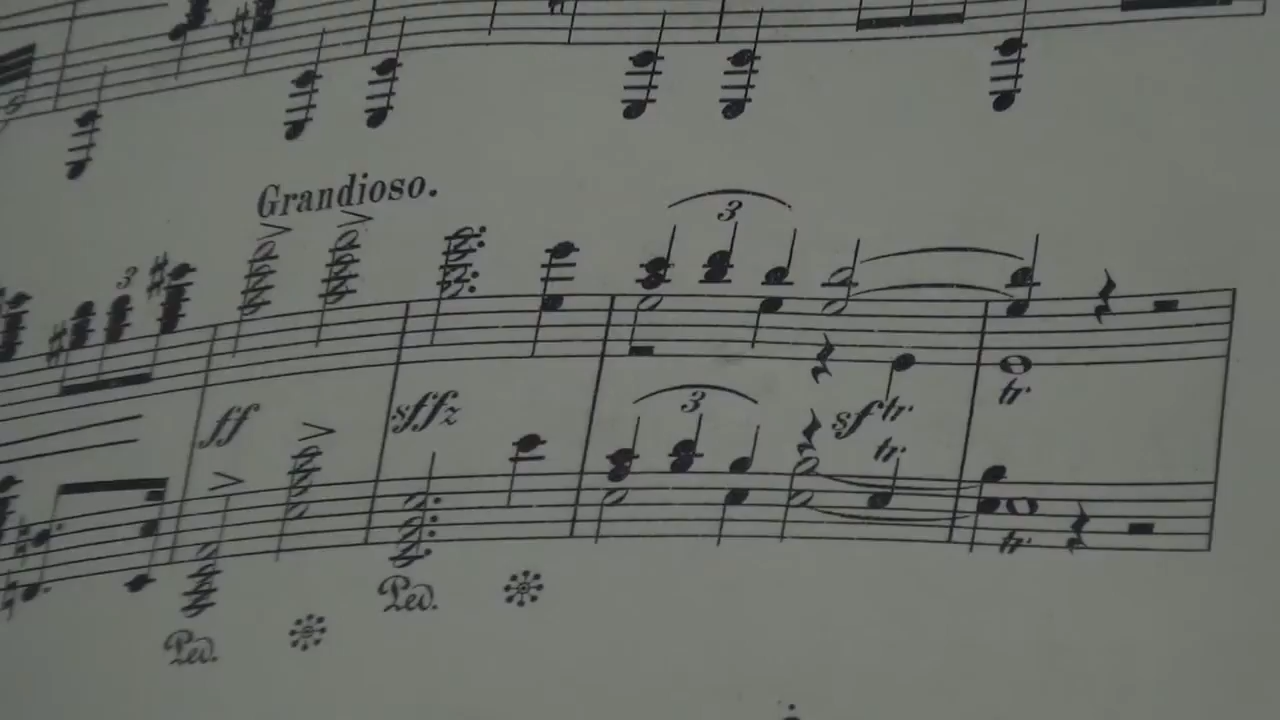 Grandioso.
3
3
3
ff
sffz
sf tr.
tr.
tr.
tr.
Ped.
Ped.